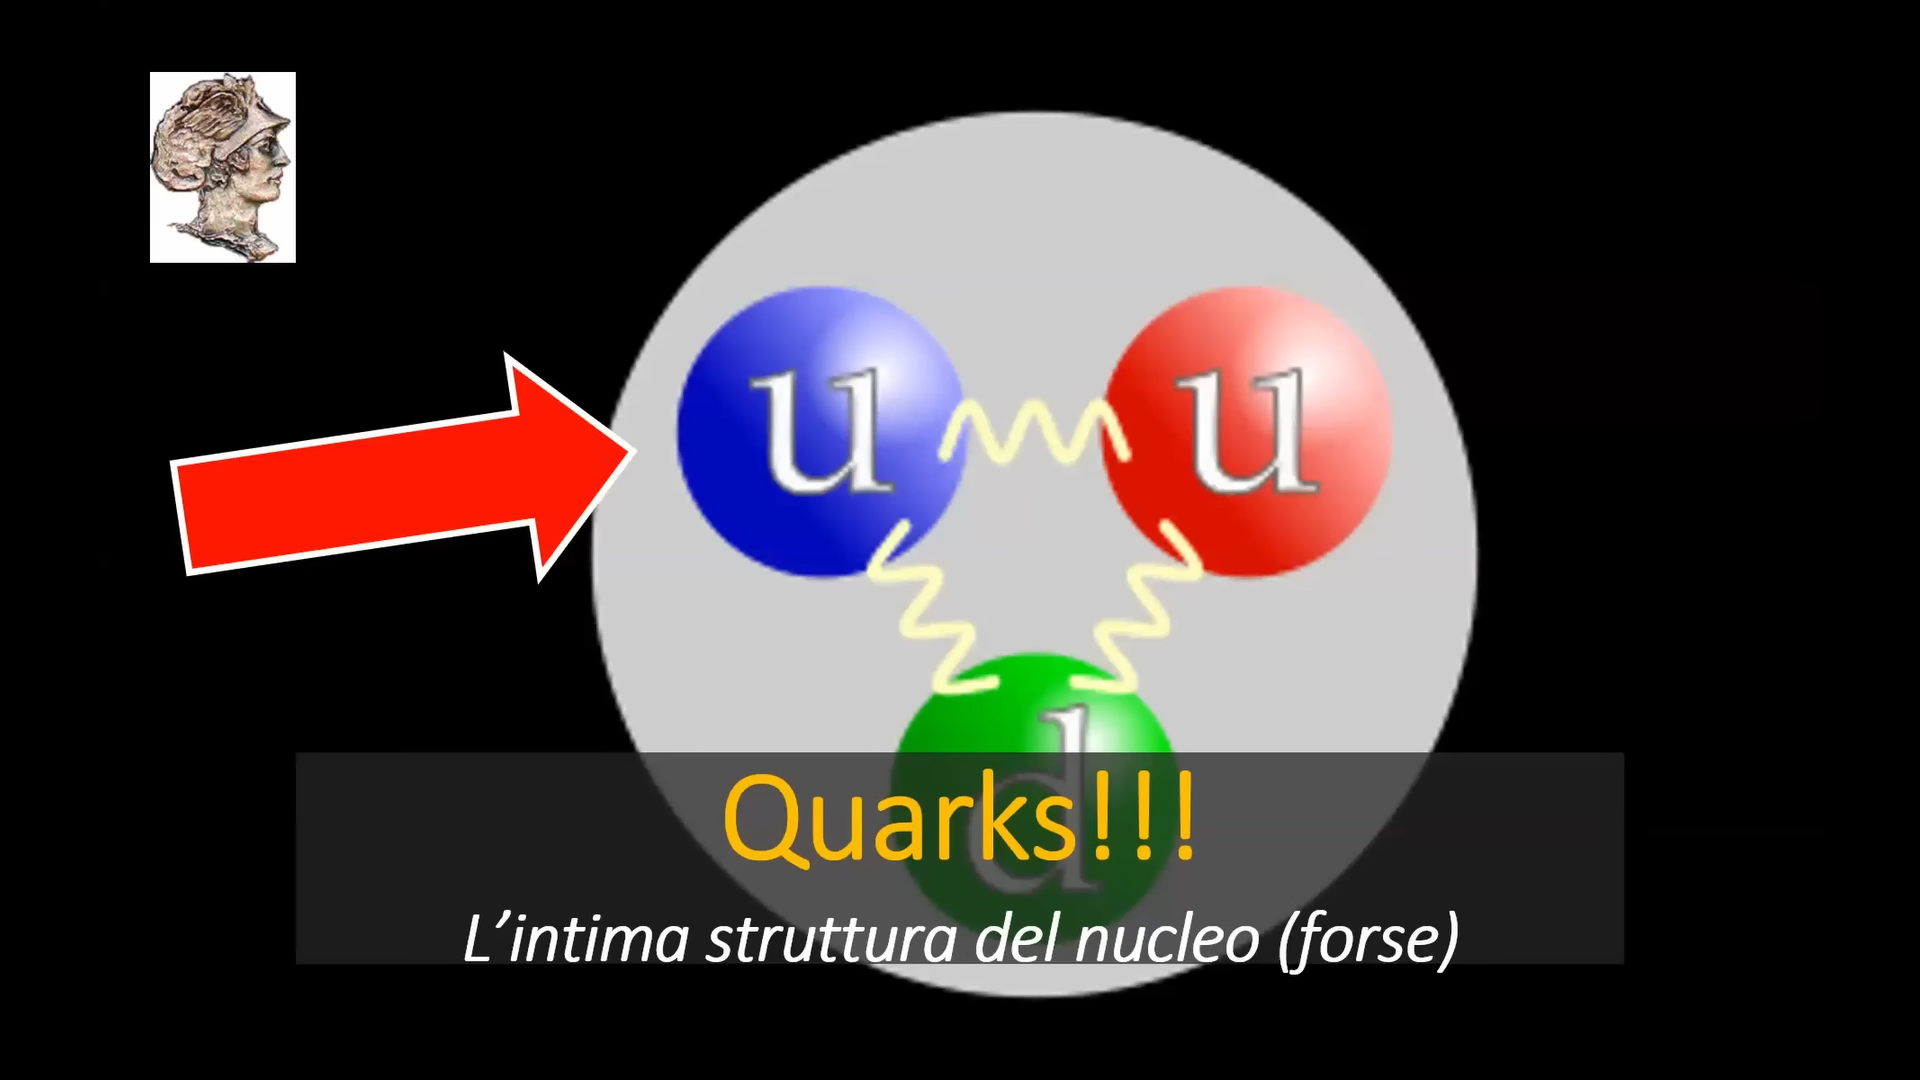 u
u
d
Quarks!!!
L’intima struttura del nucleo (forse)